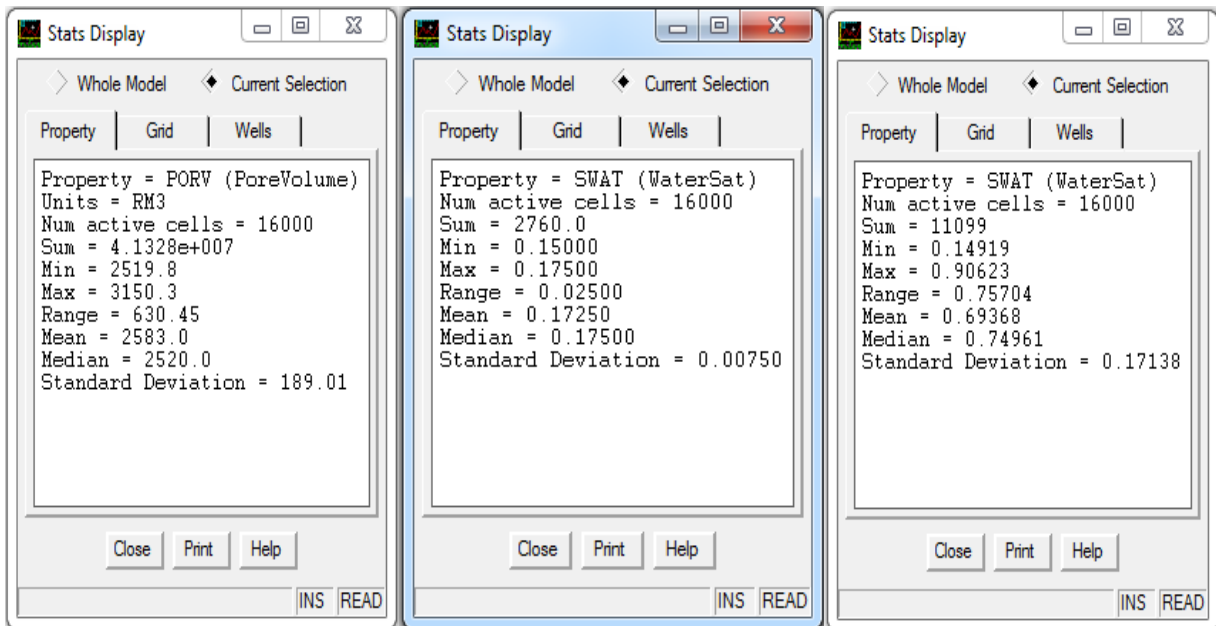 Stats Display
Whole Model Current Selection
Property Grid Wells
Property = PORV (PoreVolume)
Units = RM3
Num active cells = 16000
Sum = 4.1328e+007
Min = 2519.8
Max = 3150.3
Range = 630.45
Mean = 2583.0
Median = 2520.0
Standard Deviation = 189.01
Close Print Help
INS READ
Stats Display
Whole Model Current Selection
Property Grid Wells
Property = SWAT (WaterSat)
Num active cells = 16000
Sum = 2760.0
Min = 0.15000
Max = 0.17500
Range = 0.02500
Mean = 0.17250
Median = 0.17500
Standard Deviation = 0.00750
Close Print Help
INS READ
Stats Display
Whole Model Current Selection
Property Grid Wells
Property = SWAT (WaterSat)
Num active cells = 16000
Sum = 11099
Min = 0.14919
Max = 0.90623
Range = 0.75704
Mean = 0.69368
Median = 0.74961
Standard Deviation = 0.17138
Close Print Help
INS READ